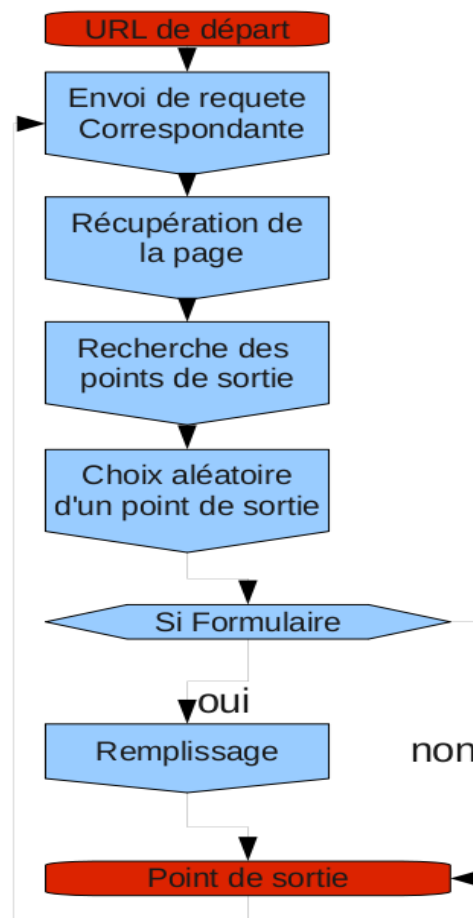 URL de départ
Envoi de requete
Correspondante
Récupération de
la page
Recherche des
points de sortie
Choix aléatoire
d'un point de sortie
Si Formulaire
oui
Remplissage
non
Point de sortie